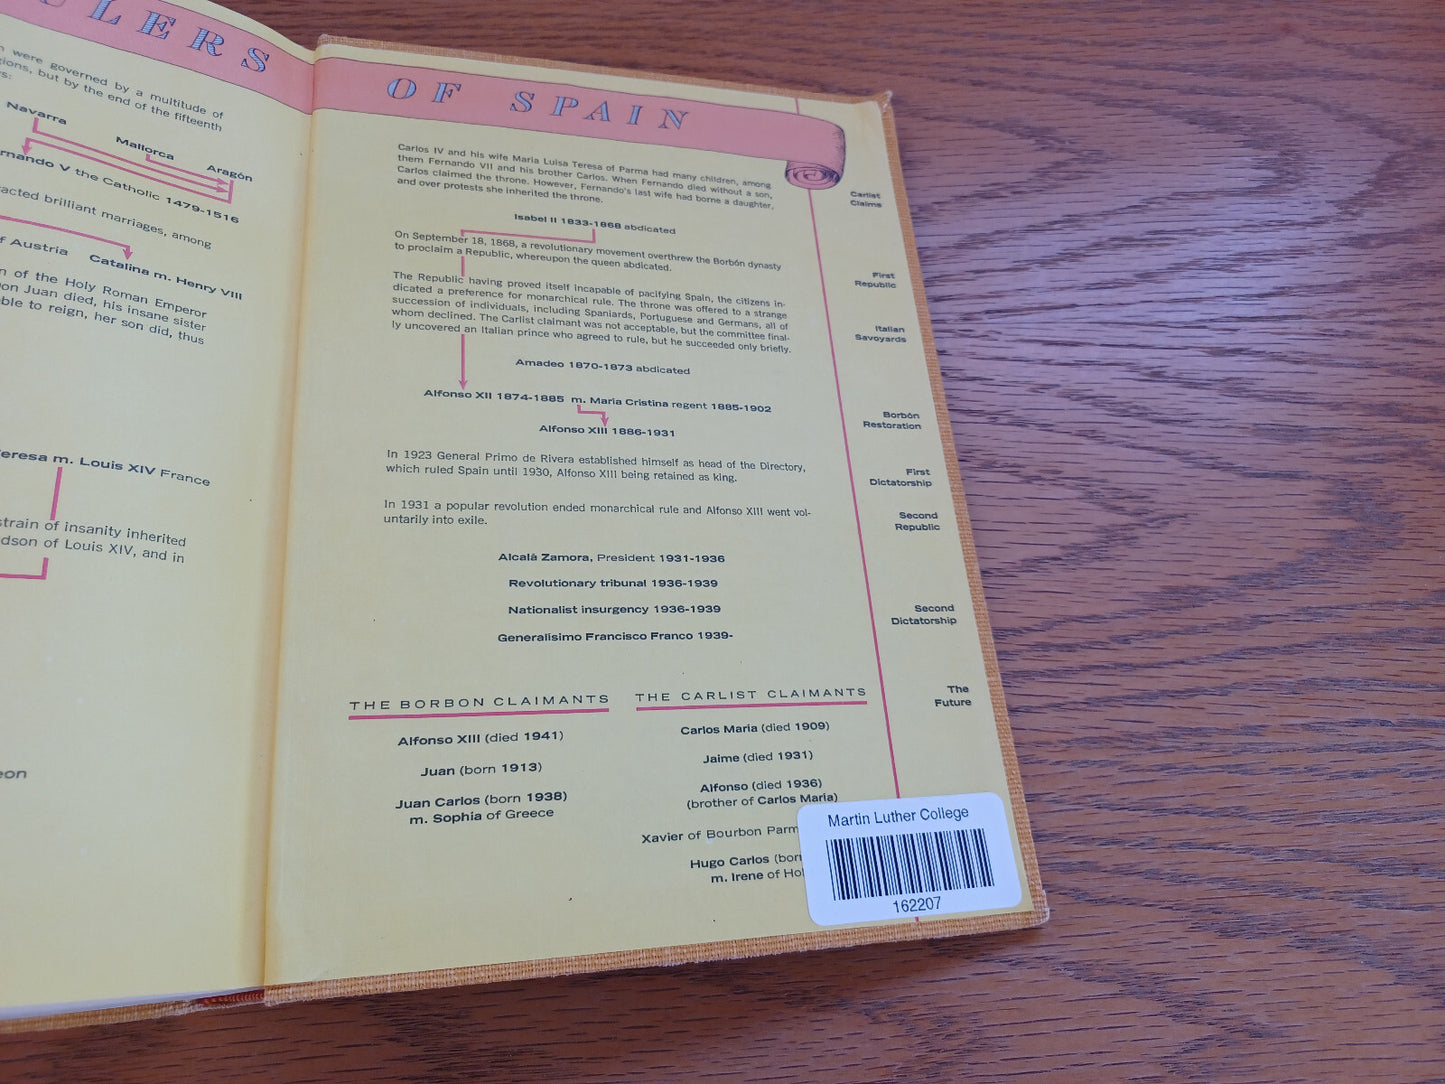 ULERS
were governed by a multitude of
but by the end of the fifteenth
Navarra
Mallorca
Aragón
V the Catholic 1479-1516
brilliant marriages, among
Austria
Catalina m. Henry VIII
of the Holy Roman Emperor
Juan died, his insane sister
to reign, her son did, thus
m. Louis XIV France
strain of insanity inherited
of Louis XIV, and in
OF SPAIN
Carlos IV and his wife Maria Luisa Teresa of Parma had many children, among
them Fernando VII and his brother Carlos. When Fernando died without a son,
Carlos claimed the throne. However, Fernando's last wife had borne a daughter,
and over protests she inherited the throne.
Isabel II 1833-1868 abdicated
On September 18, 1868, a revolutionary movement overthrew the Borbón dynasty
to proclaim a Republic, whereupon the queen abdicated.
The Republic having proved itself incapable of pacifying Spain, the citizens in-
dicated a preference for monarchical rule. The throne was offered to a strange
succession of individuals, including Spaniards, Portuguese and Germans, all of
whom declined. The Carlist claimant was not acceptable, but the committee final-
ly uncovered an Italian prince who agreed to rule, but he succeeded only briefly.
Amadeo 1870-1873 abdicated
Alfonso XII 1874-1885 m. Maria Cristina regent 1885-1902
Alfonso XIII 1886-1931
In 1923 General Primo de Rivera established himself as head of the Directory,
which ruled Spain until 1930, Alfonso XIII being retained as king.
In 1931 a popular revolution ended monarchical rule and Alfonso XIII went vol-
untarily into exile.
Alcalá Zamora, President 1931-1936
Revolutionary tribunal 1936-1939
Nationalist insurgency 1936-1939
Generalísimo Francisco Franco 1939-
THE BORBON CLAIMANTS
Alfonso XIII (died 1941)
Juan (born 1913)
Juan Carlos (born 1938)
m. Sophia of Greece
THE CARLIST CLAIMANTS
Carlos Maria (died 1909)
Jaime (died 1931)
Alfonso (died 1936)
(brother of Carlos Maria)
Xavier of Bourbon Parm
Hugo Carlos (born
m. Irene of Hol
Carlist
Claims
First
Republic
Italian
Savoyards
Borbón
Restoration
First
Dictatorship
Second
Republic
Second
Dictatorship
The
Future
Martin Luther College
162207